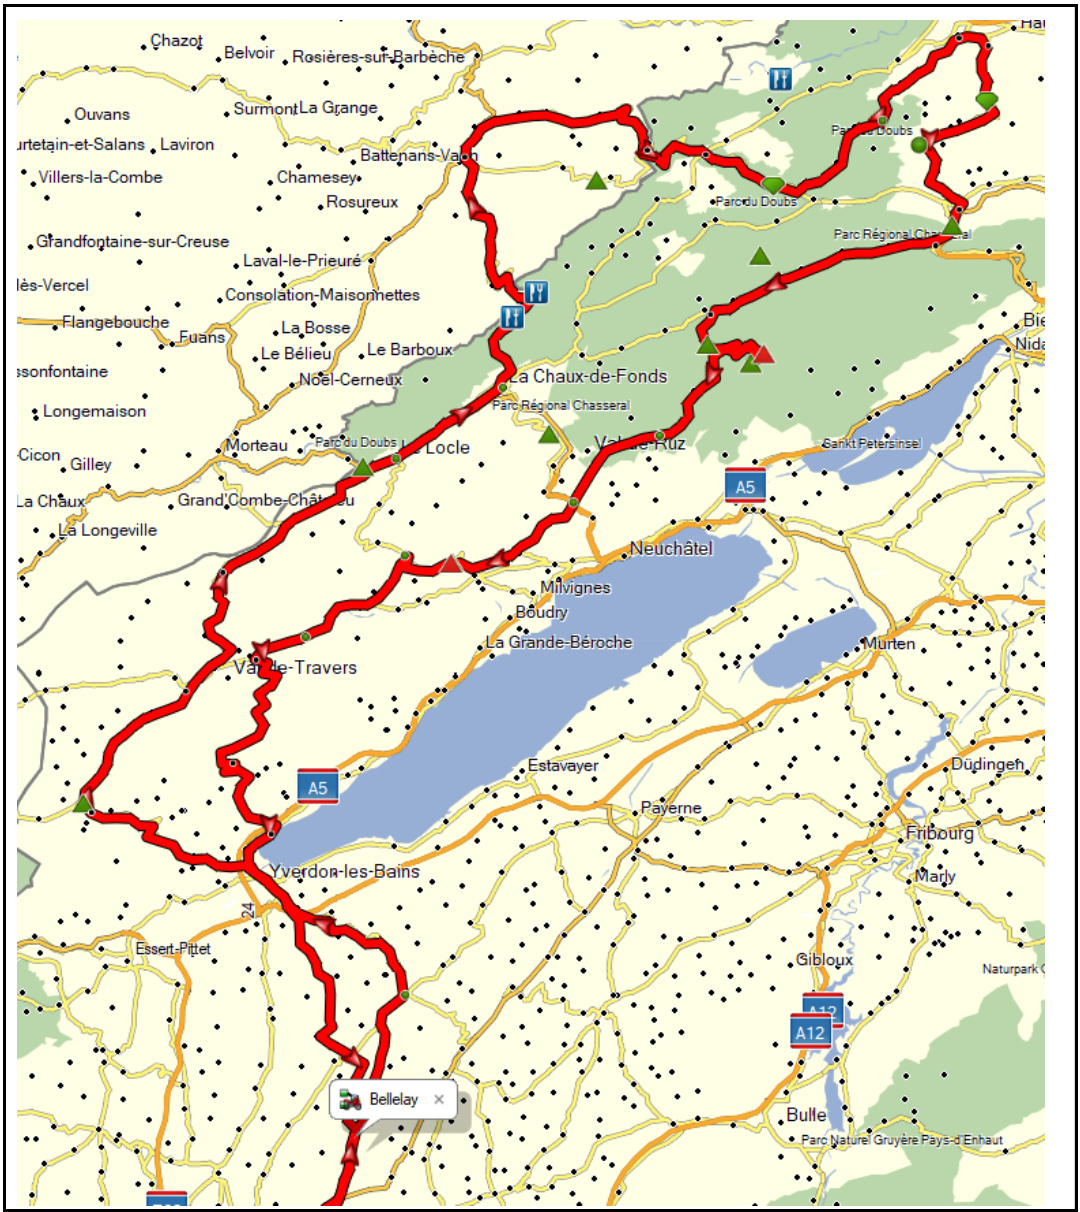 Chazot
Belvoir
Rosières-sur-Barbèche
Surmont La Grange
Ouvans
Laviron
Battenans-Va
Villers-la-Combe
Chamesey
Rosureux
Parc du Doubs
Parc du Doubs
Grandfontaine-sur-Creuse
Laval-le-Prieuré
Consolation-Maisonnettes
Flangebouche
Fuans
La Bosse
Le Bélieu
Le Barboux
Noël-Cerneux
Longemaison
La Chaux-de-Fonds
Parc Régional Chasseral
Parc Régional Chasseral
Morteau
Parc du Doubs
Le Locle
Val-de-Ruz
Sankt Petersinsel
Gilley
La Chaux
Grand'Combe-Châteleu
A5
La Longeville
Neuchâtel
Milvignes
Boudry
La Grande-Béroche
Murten
Val-de-Travers
A5
Estavayer
Düdingen
Payerne
Fribourg
Yverdon-les-Bains
Marly
24
Essert-Pittet
Gibloux
Naturpark
A12
A12
Bellelay
Bulle
Parc Naturel Gruyère Pays-d'Enhaut